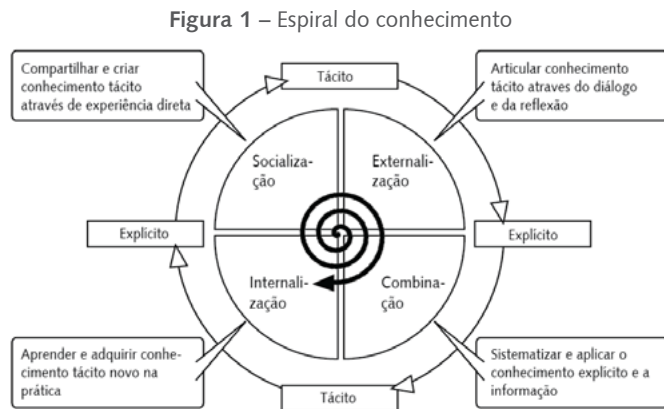 Figura 1 – Espiral do conhecimento
Compartilhar e criar
conhecimento tácito
através de experiência direta
Tácito
Articular conhecimento
tácito atraves do diálogo
e da reflexão
Socializa-
ção
Externali-
zação
Explícito
Explícito
Internali-
zação
Combina-
ção
Aprender e adquirir conhe-
cimento tácito novo na
prática
Tácito
Sistematizar e aplicar o
conhecimento explícito e a
informação